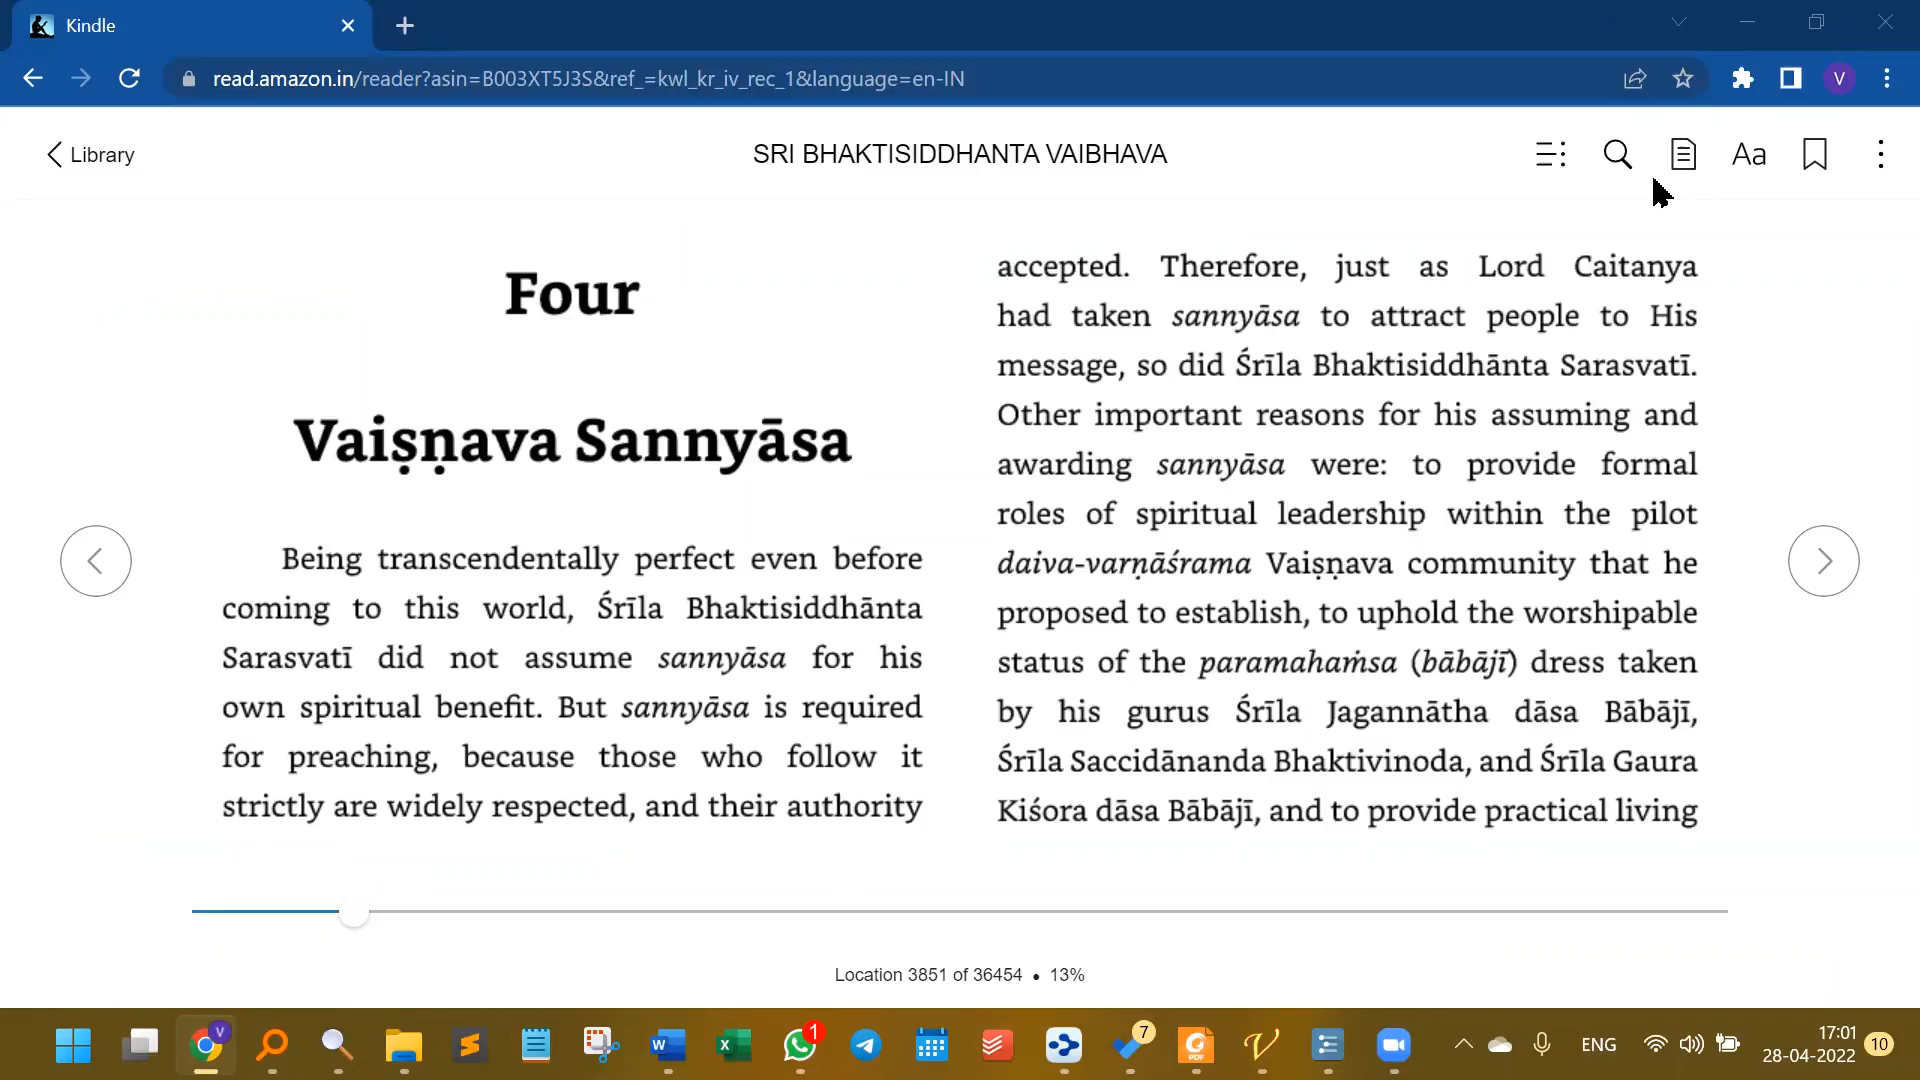 Kindle
read.amazon.in/reader?asin=B003XT5J3S&ref_=kwl_kr_iv_rec_1&language=en-IN
V
Library
SRI BHAKTISIDDHANTA VAIBHAVA
Aa
Four
Vaiṣṇava Sannyāsa
Being transcendentally perfect even before
coming to this world, Śrīla Bhaktisiddhānta
Sarasvatī did not assume sannyāsa for his
own spiritual benefit. But sannyāsa is required
for preaching, because those who follow it
strictly are widely respected, and their authority
accepted. Therefore, just as Lord Caitanya
had taken sannyāsa to attract people to His
message, so did Śrīla Bhaktisiddhānta Sarasvatī.
Other important reasons for his assuming and
awarding sannyāsa were: to provide formal
roles of spiritual leadership within the pilot
daiva-varṇāśrama Vaiṣṇava community that he
proposed to establish, to uphold the worshipable
status of the paramahaṁsa (bābājī) dress taken
by his gurus Śrīla Jagannātha dāsa Bābājī,
Śrīla Saccidānanda Bhaktivinoda, and Śrīla Gaura
Kiśora dāsa Bābājī, and to provide practical living
Location 3851 of 36454 • 13%
V
W
X
1
7
PDF
ENG
17:01
28-04-2022
10